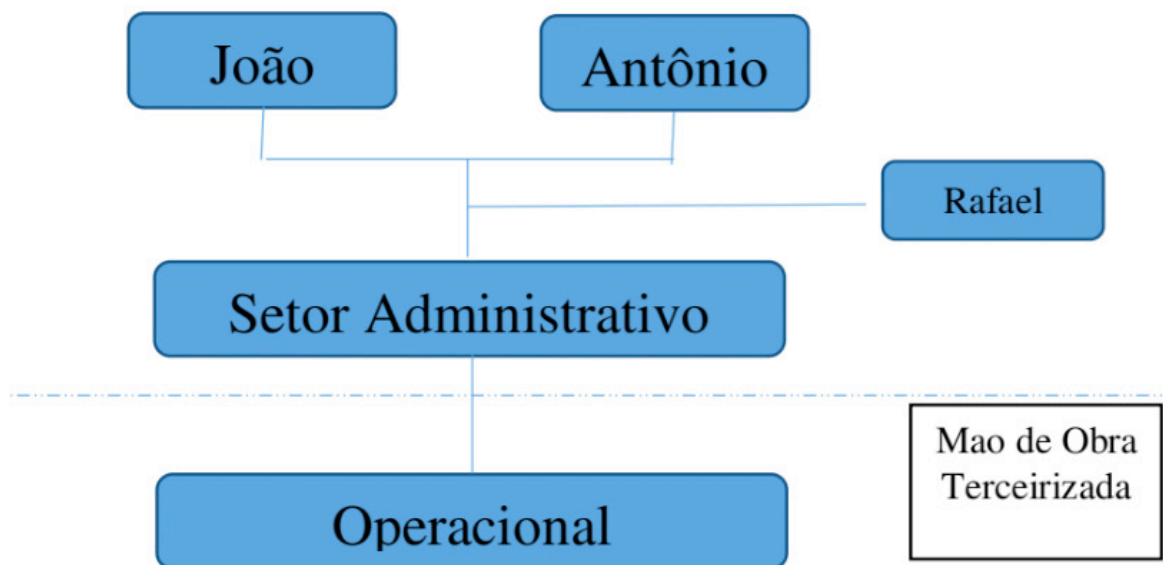 João
Antônio
Rafael
Setor Administrativo
Mao de Obra
Terceirizada
Operacional